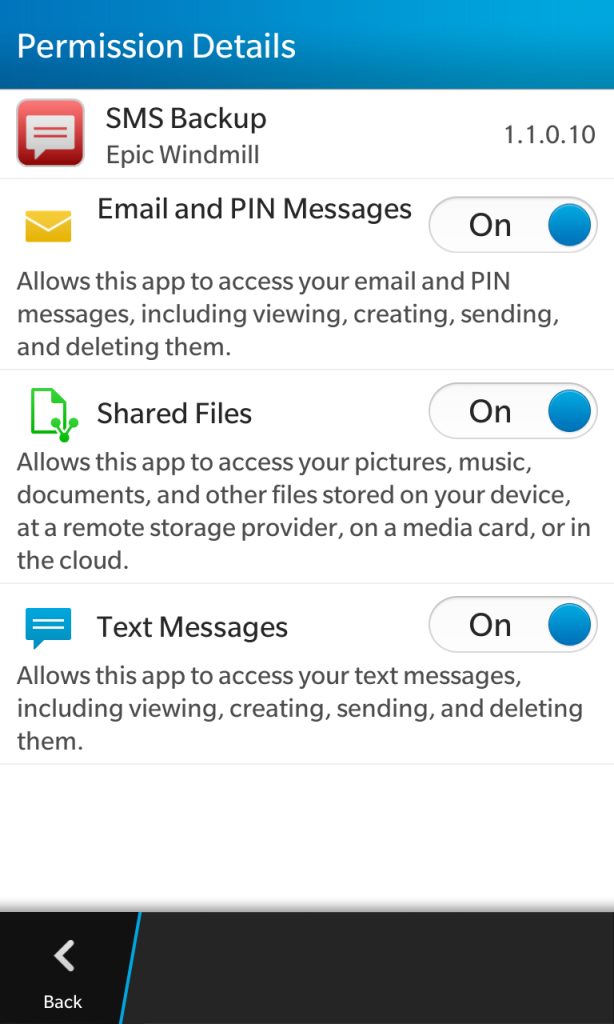 Permission Details
SMS Backup
Epic Windmill
1.1.0.10
Email and PIN Messages
On
Allows this app to access your email and PIN
messages, including viewing, creating, sending,
and deleting them.
Shared Files
On
Allows this app to access your pictures, music,
documents, and other files stored on your device,
at a remote storage provider, on a media card, or in
the cloud.
Text Messages
On
Allows this app to access your text messages,
including viewing, creating, sending, and deleting
them.
Back